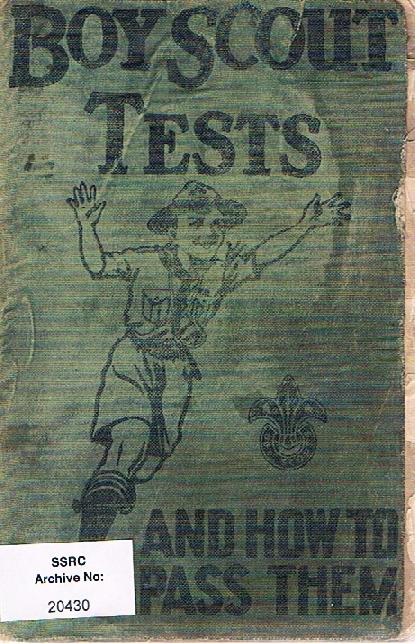 BOY SCOUT
TESTS
AND HOW TO
PASS THEM
SSRC
Archive No:
20430